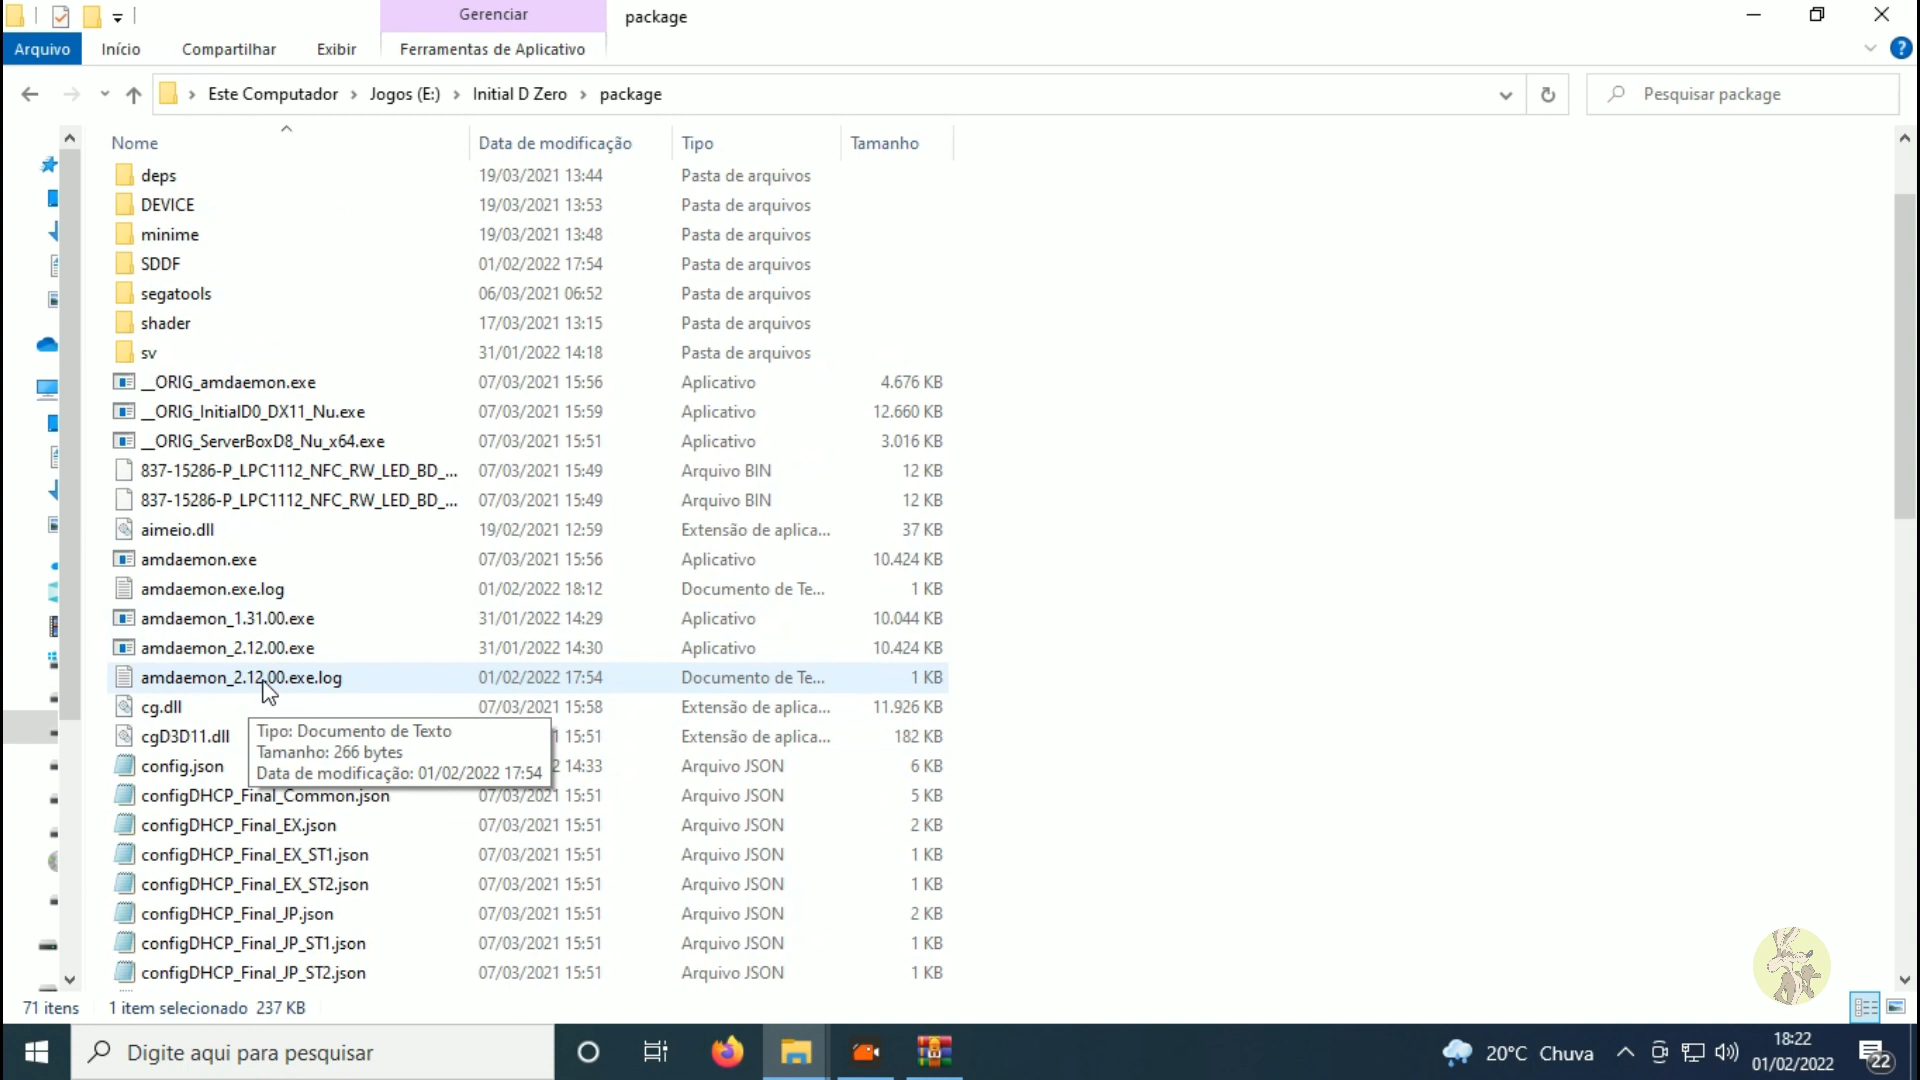 Gerenciar
package
Arquivo
Início
Compartilhar
Exibir
Ferramentas de Aplicativo
Este Computador
Jogos (E:)
Initial D Zero
package
Pesquisar package
Nome
Data de modificação
Tipo
Tamanho
deps 19/03/2021 13:44 Pasta de arquivos
DEVICE 19/03/2021 13:53 Pasta de arquivos
minime 19/03/2021 13:48 Pasta de arquivos
SDDF 01/02/2022 17:54 Pasta de arquivos
segatools 06/03/2021 06:52 Pasta de arquivos
shader 17/03/2021 13:15 Pasta de arquivos
sv 31/01/2022 14:18 Pasta de arquivos
__ORIG_amdaemon.exe 07/03/2021 15:56 Aplicativo 4.676 KB
__ORIG_InitialD0_DX11_Nu.exe 07/03/2021 15:59 Aplicativo 12.660 KB
__ORIG_ServerBoxD8_Nu_x64.exe 07/03/2021 15:51 Aplicativo 3.016 KB
837-15286-P_LPC1112_NFC_RW_LED_BD_... 07/03/2021 15:49 Arquivo BIN 12 KB
837-15286-P_LPC1112_NFC_RW_LED_BD_... 07/03/2021 15:49 Arquivo BIN 12 KB
aimeio.dll 19/02/2021 12:59 Extensão de aplica... 37 KB
amdaemon.exe 07/03/2021 15:56 Aplicativo 10.424 KB
amdaemon.exe.log 01/02/2022 18:12 Documento de Te... 1 KB
amdaemon_1.31.00.exe 31/01/2022 14:29 Aplicativo 10.044 KB
amdaemon_2.12.00.exe 31/01/2022 14:30 Aplicativo 10.424 KB
amdaemon_2.12.00.exe.log 01/02/2022 17:54 Documento de Te... 1 KB
cg.dll 07/03/2021 15:58 Extensão de aplica... 11.926 KB
cgD3D11.dll 1 15:51 Extensão de aplica... 182 KB
config.json 2 14:33 Arquivo JSON 6 KB
Tipo: Documento de Texto
Tamanho: 266 bytes
Data de modificação: 01/02/2022 17:54
configDHCP_Final_Common.json 07/03/2021 15:51 Arquivo JSON 5 KB
configDHCP_Final_EX.json 07/03/2021 15:51 Arquivo JSON 2 KB
configDHCP_Final_EX_ST1.json 07/03/2021 15:51 Arquivo JSON 1 KB
configDHCP_Final_EX_ST2.json 07/03/2021 15:51 Arquivo JSON 1 KB
configDHCP_Final_JP.json 07/03/2021 15:51 Arquivo JSON 2 KB
configDHCP_Final_JP_ST1.json 07/03/2021 15:51 Arquivo JSON 1 KB
configDHCP_Final_JP_ST2.json 07/03/2021 15:51 Arquivo JSON 1 KB
71 itens
1 item selecionado 237 KB
Digite aqui para pesquisar
20°C Chuva
18:22
01/02/2022
22